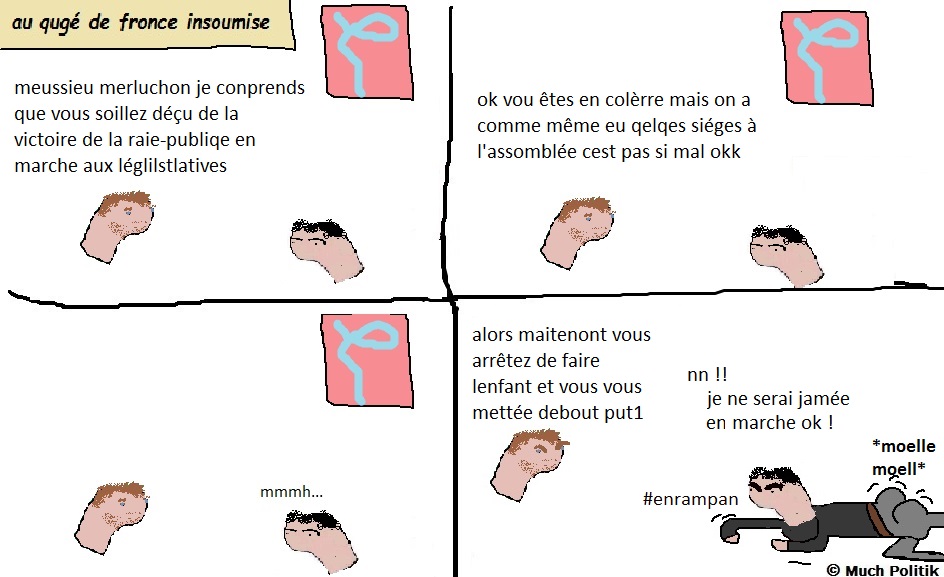 au qugé de fronce insoumise
meussieu merluchon je conprends
que vous soillez déçu de la
victoire de la raie-publiqe en
marche aux léglilstlatives
ok vou êtes en colèrre mais on a
comme même eu qelqes siéges à
l'assomblée cest pas si mal okk
mmmh...
alors maitenont vous
arrêtez de faire
lenfant et vous vous
mettée debout put1
nn !!
je ne serai jamée
en marche ok !
*moelle
moell*
#enrampan
© Much Politik